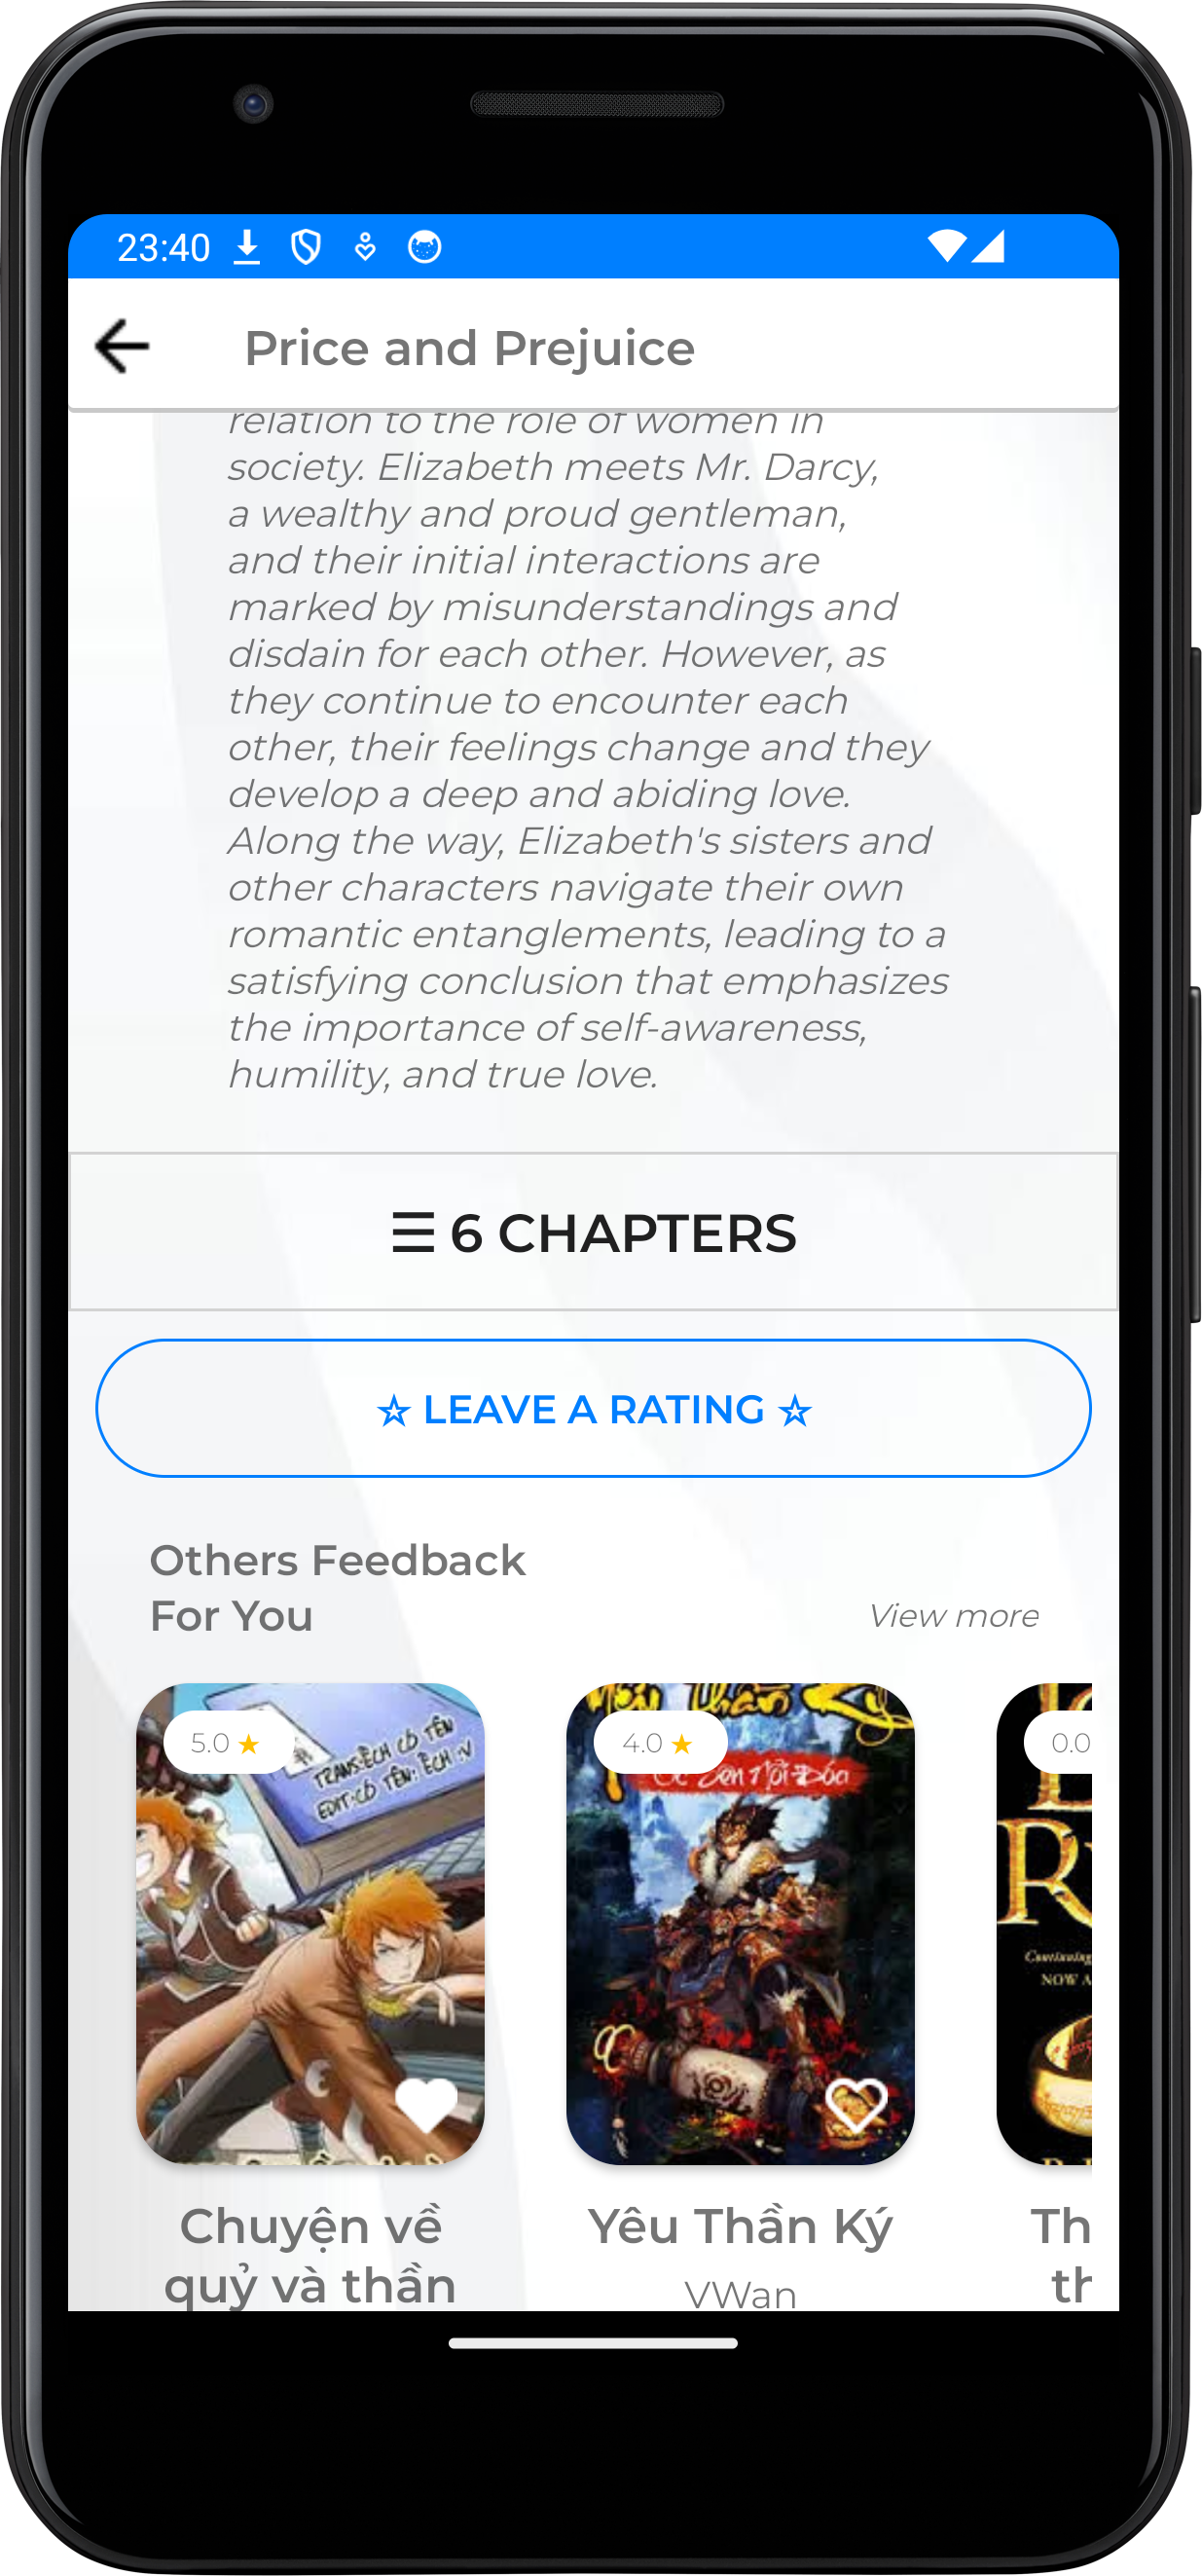 23:40
Price and Prejuice
relation to the role of women in
society. Elizabeth meets Mr. Darcy,
a wealthy and proud gentleman,
and their initial interactions are
marked by misunderstandings and
disdain for each other. However, as
they continue to encounter each
other, their feelings change and they
develop a deep and abiding love.
Along the way, Elizabeth's sisters and
other characters navigate their own
romantic entanglements, leading to a
satisfying conclusion that emphasizes
the importance of self-awareness,
humility, and true love.
☰ 6 CHAPTERS
☆ LEAVE A RATING ☆
Others Feedback
For You
View more
5.0 ★
TRANS:ẾCH CÓ TÊN
EDIT:CÓ TÊN: ẾCH :V
4.0 ★
Yêu Thần Ký
0.0
R
Continuing
NOW A
Chuyện về
quỷ và thần
Yêu Thần Ký
VWan
Th
th